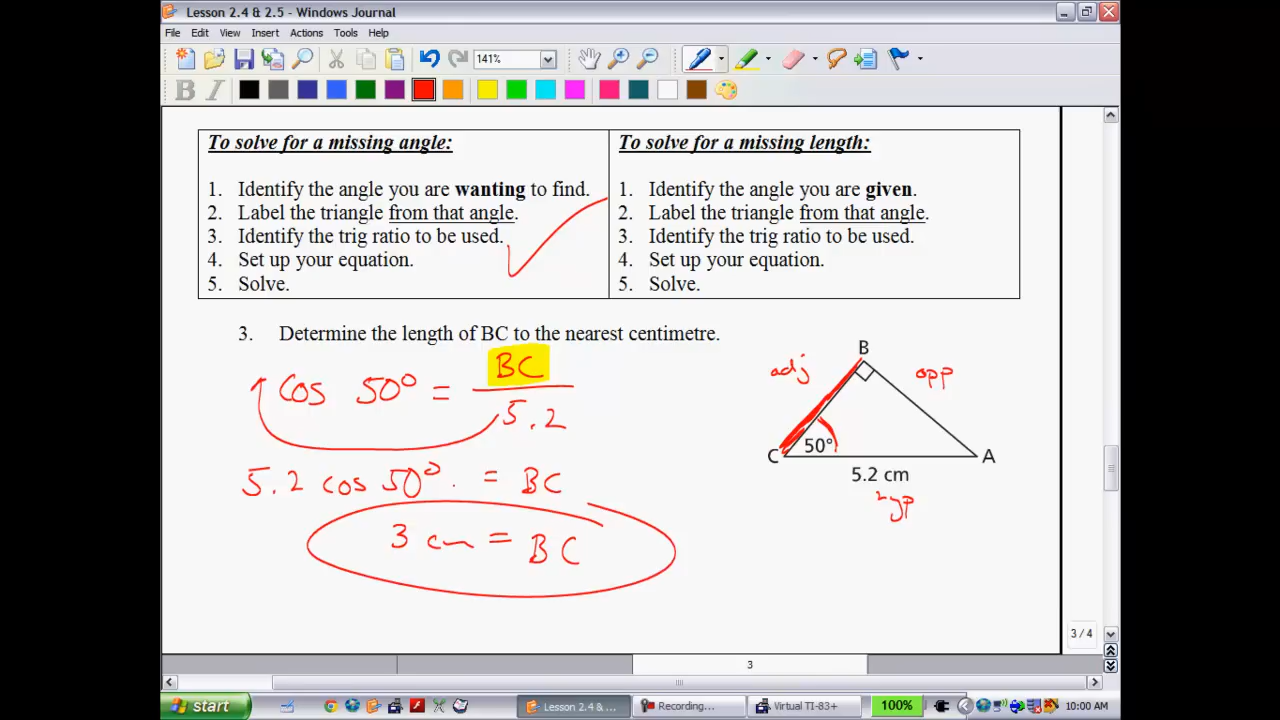 Lesson 2.4 & 2.5 - Windows Journal
File Edit View Insert Actions Tools Help
141%
B I
To solve for a missing angle:
1. Identify the angle you are wanting to find.
2. Label the triangle from that angle.
3. Identify the trig ratio to be used.
4. Set up your equation.
5. Solve.
To solve for a missing length:
1. Identify the angle you are given.
2. Label the triangle from that angle.
3. Identify the trig ratio to be used.
4. Set up your equation.
5. Solve.
3. Determine the length of BC to the nearest centimetre.
cos 50° = BC
5.2
5.2 cos 50° = BC
3 cm = BC
B
adj
opp
C
50°
A
5.2 cm
hyp
3 / 4
3
start
Lesson 2.4 & ...
Recording...
Virtual TI-83+
100%
10:00 AM